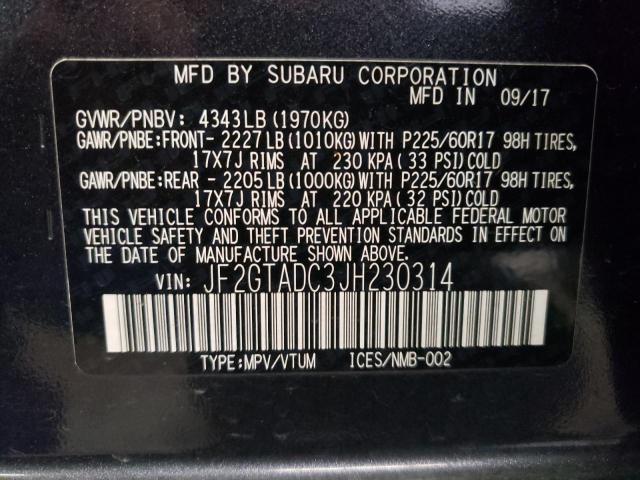 MFD BY SUBARU CORPORATION
MFD IN 09/17
GVWR/PNBV: 4343LB (1970KG)
GAWR/PNBE:FRONT- 2227LB(1010KG)WITH P225/60R17 98H TIRES,
17X7J RIMS AT 230 KPA( 33 PSI)COLD
GAWR/PNBE:REAR - 2205LB(1000KG)WITH P225/60R17 98H TIRES,
17X7J RIMS AT 220 KPA( 32 PSI)COLD
THIS VEHICLE CONFORMS TO ALL APPLICABLE FEDERAL MOTOR
VEHICLE SAFETY AND THEFT PREVENTION STANDARDS IN EFFECT ON
THE DATE OF MANUFACTURE SHOWN ABOVE.
VIN: JF2GTADC3JH230314
TYPE:MPV/VTUM ICES/NMB-002